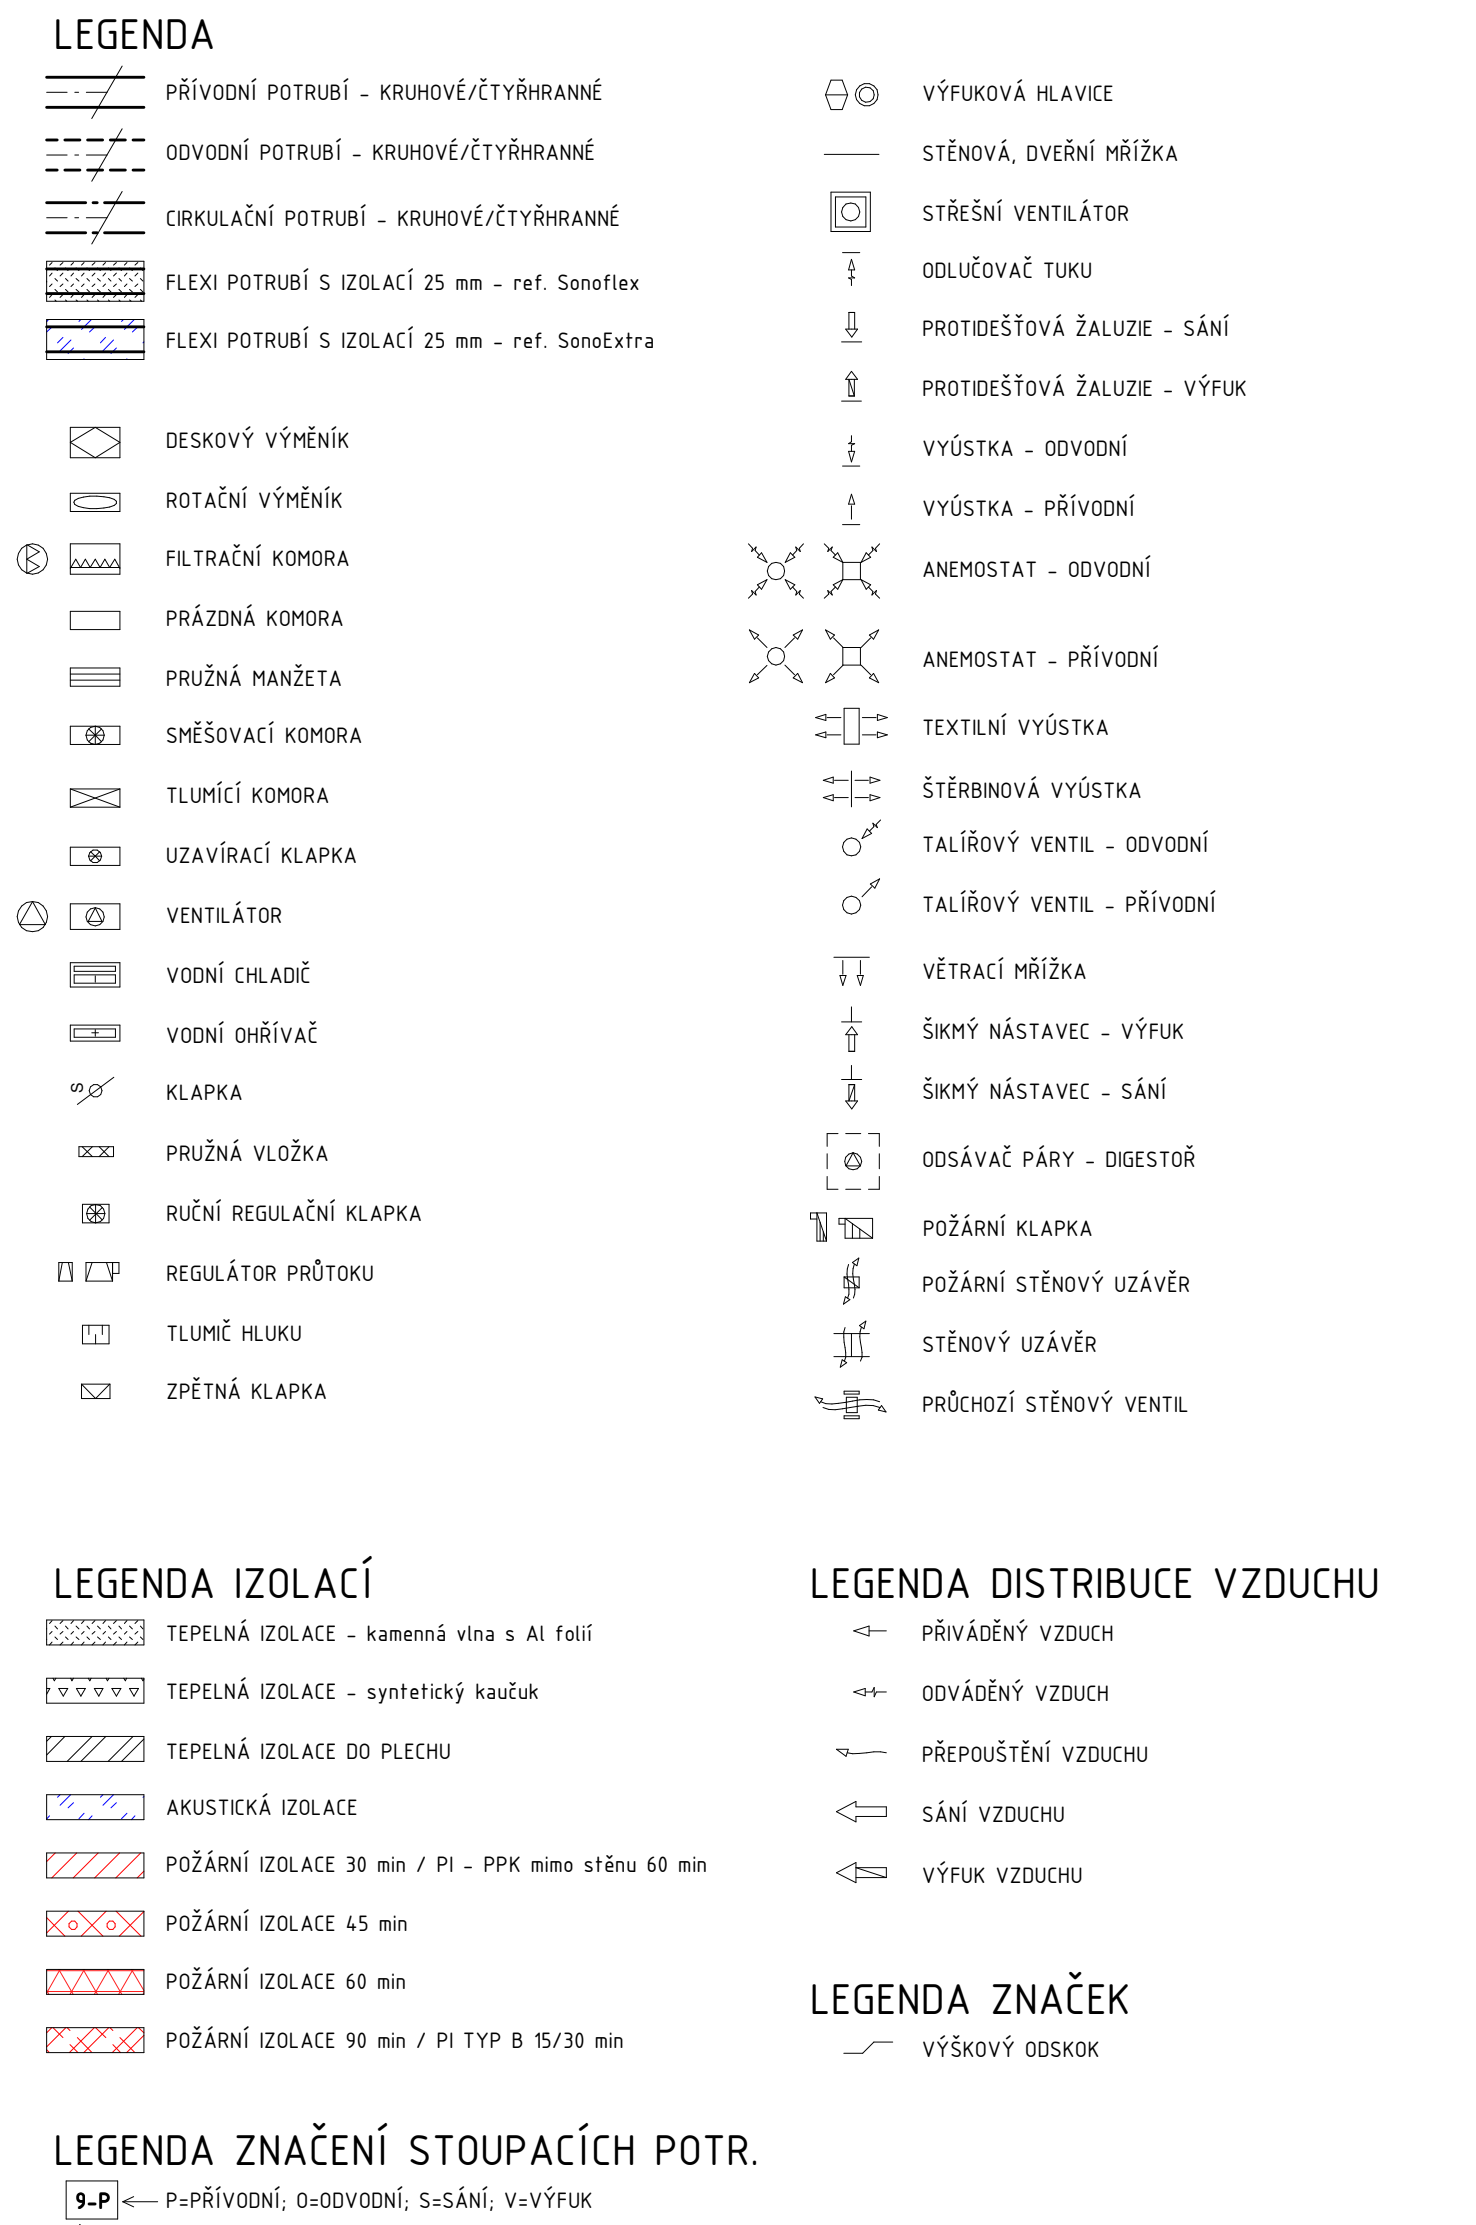 LEGENDA
PŘÍVODNÍ POTRUBÍ - KRUHOVÉ/ČTYŘHRANNÉ
ODVODNÍ POTRUBÍ - KRUHOVÉ/ČTYŘHRANNÉ
CIRKULAČNÍ POTRUBÍ - KRUHOVÉ/ČTYŘHRANNÉ
FLEXI POTRUBÍ S IZOLACÍ 25 mm - ref. Sonoflex
FLEXI POTRUBÍ S IZOLACÍ 25 mm - ref. SonoExtra
DESKOVÝ VÝMĚNÍK
ROTAČNÍ VÝMĚNÍK
FILTRAČNÍ KOMORA
PRÁZDNÁ KOMORA
PRUŽNÁ MANŽETA
SMĚŠOVACÍ KOMORA
TLUMÍCÍ KOMORA
UZAVÍRACÍ KLAPKA
VENTILÁTOR
VODNÍ CHLADIČ
VODNÍ OHŘÍVAČ
S KLAPKA
PRUŽNÁ VLOŽKA
RUČNÍ REGULAČNÍ KLAPKA
REGULÁTOR PRŮTOKU
TLUMIČ HLUKU
ZPĚTNÁ KLAPKA
VÝFUKOVÁ HLAVICE
STĚNOVÁ, DVEŘNÍ MŘÍŽKA
STŘEŠNÍ VENTILÁTOR
ODLUČOVAČ TUKU
PROTIDEŠŤOVÁ ŽALUZIE - SÁNÍ
PROTIDEŠŤOVÁ ŽALUZIE - VÝFUK
VYÚSTKA - ODVODNÍ
VYÚSTKA - PŘÍVODNÍ
ANEMOSTAT - ODVODNÍ
ANEMOSTAT - PŘÍVODNÍ
TEXTILNÍ VYÚSTKA
ŠTĚRBINOVÁ VYÚSTKA
TALÍŘOVÝ VENTIL - ODVODNÍ
TALÍŘOVÝ VENTIL - PŘÍVODNÍ
VĚTRACÍ MŘÍŽKA
ŠIKMÝ NÁSTAVEC - VÝFUK
ŠIKMÝ NÁSTAVEC - SÁNÍ
ODSÁVAČ PÁRY - DIGESTOŘ
POŽÁRNÍ KLAPKA
POŽÁRNÍ STĚNOVÝ UZÁVĚR
STĚNOVÝ UZÁVĚR
PRŮCHOZÍ STĚNOVÝ VENTIL
LEGENDA IZOLACÍ
TEPELNÁ IZOLACE - kamenná vlna s Al folií
TEPELNÁ IZOLACE - syntetický kaučuk
TEPELNÁ IZOLACE DO PLECHU
AKUSTICKÁ IZOLACE
POŽÁRNÍ IZOLACE 30 min / PI - PPK mimo stěnu 60 min
POŽÁRNÍ IZOLACE 45 min
POŽÁRNÍ IZOLACE 60 min
POŽÁRNÍ IZOLACE 90 min / PI TYP B 15/30 min
LEGENDA DISTRIBUCE VZDUCHU
PŘIVÁDĚNÝ VZDUCH
ODVÁDĚNÝ VZDUCH
PŘEPOUŠTĚNÍ VZDUCHU
SÁNÍ VZDUCHU
VÝFUK VZDUCHU
LEGENDA ZNAČEK
VÝŠKOVÝ ODSKOK
LEGENDA ZNAČENÍ STOUPACÍCH POTR.
9-P P=PŘÍVODNÍ; O=ODVODNÍ; S=SÁNÍ; V=VÝFUK